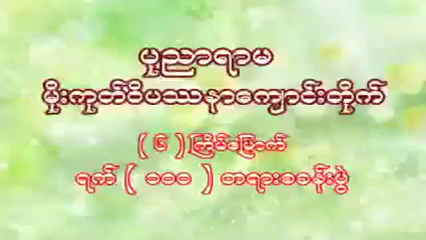 ပုညာရာမ
မိုးကုတ်ဝိပဿနာကျောင်းတိုက်
( ၆ ) ကြိမ်မြောက်
ရက် ( ၁၀၀ ) တရားစခန်းပွဲ